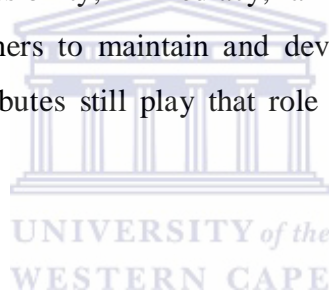 ners to maintain and dev
butes still play that role
UNIVERSITY of the
WESTERN CAPE